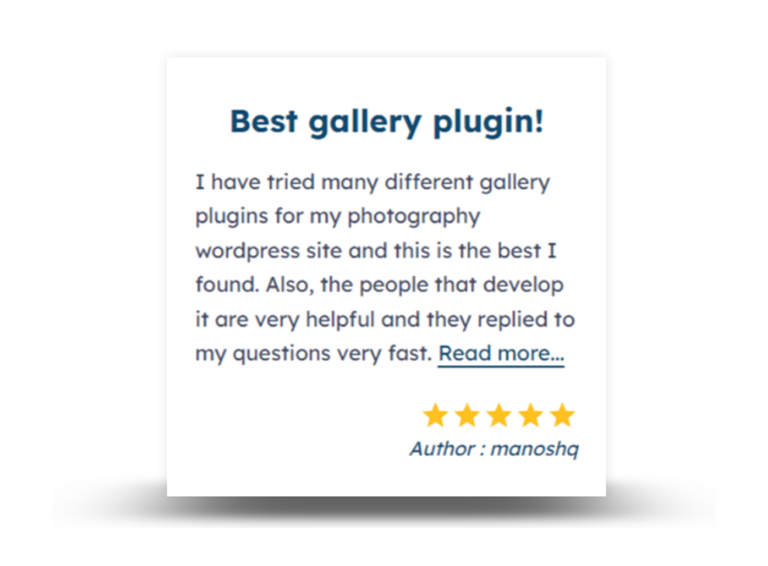 Best gallery plugin!
I have tried many different gallery
plugins for my photography
wordpress site and this is the best I
found. Also, the people that develop
it are very helpful and they replied to
my questions very fast. Read more...
Author : manoshq